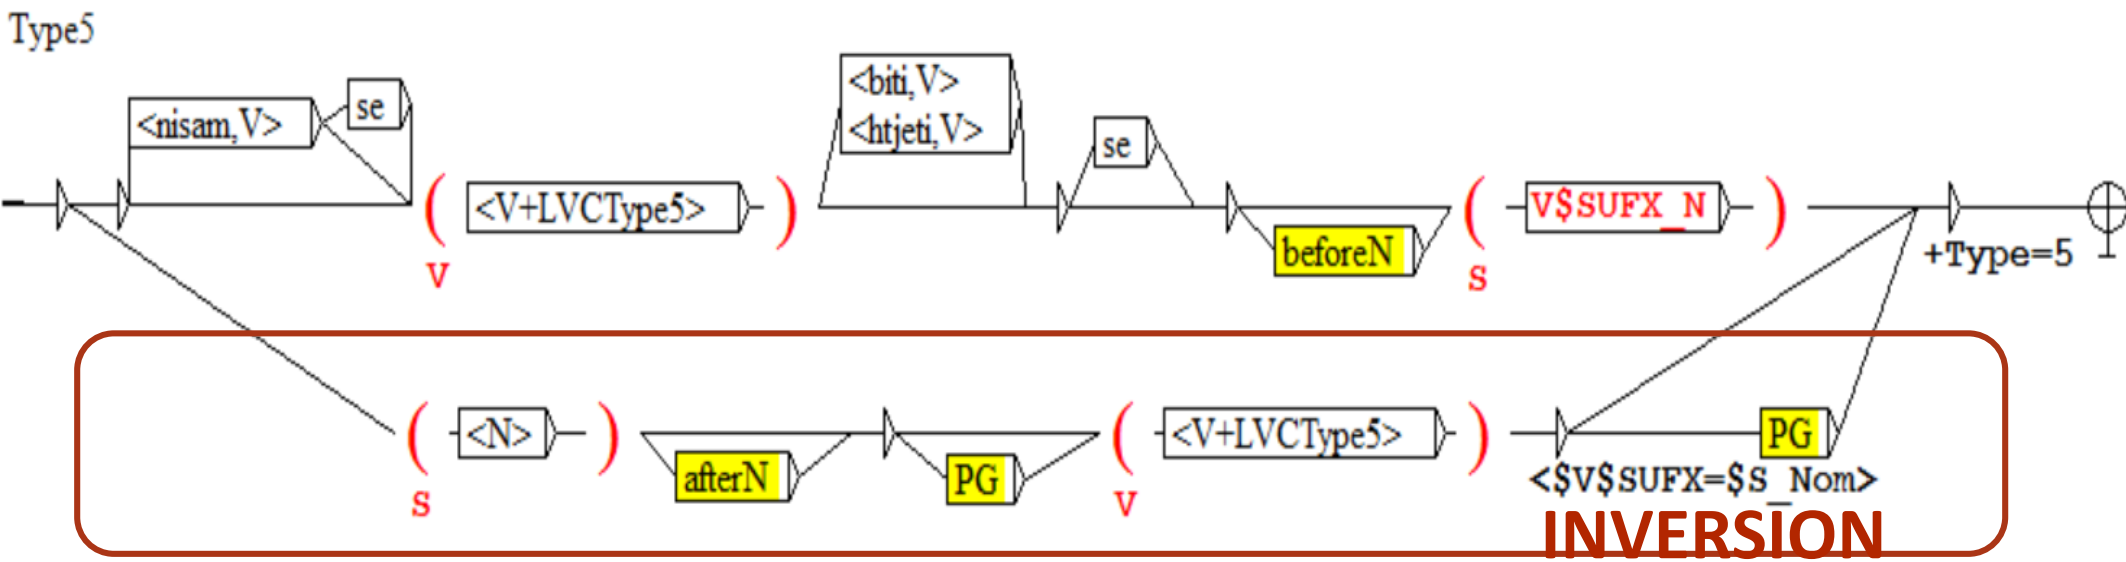 Type5
<nisam,V>
se
( <V+LVCType5> )
v
<biti,V>
<htjeti,V>
se
beforeN
( V$SUFX_N )
s
+Type=5
( <N> )
s
afterN
PG
( <V+LVCType5> )
v
PG
<$V$SUFX=$S_Nom>
INVERSION